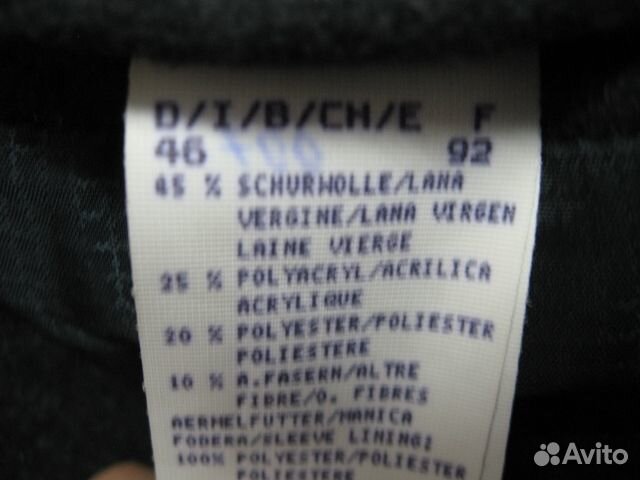 D/I/B/CH/E F
46 92
45 % SCHURWOLLE/LANA
VERGINE/LANA VIRGEN
LAINE VIERGE
25 % POLYACRYL/ACRILICA
ACRYLIQUE
20 % POLYESTER/POLIESTER
POLIESTERE
10 % A.FASERN/ALTRE
FIBRE/O. FIBRES
AERMELFUTTER/MANICA
FODERA/SLEEVE LINING:
100% POLYESTER/POLIESTER
POLIESTERE
Avito